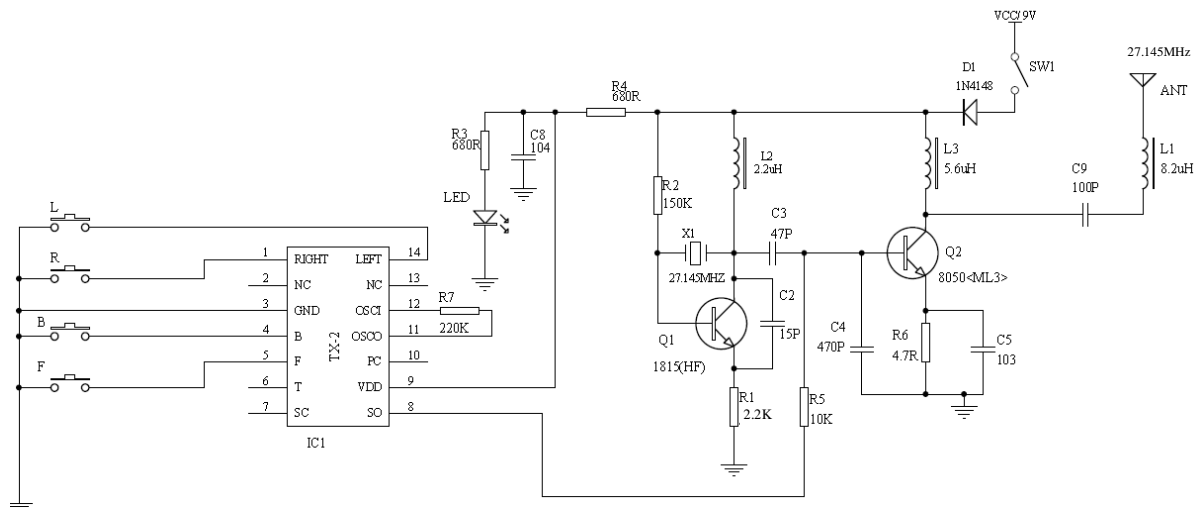 VCC/9V
27.145MHz
D1
SW1
1N4148
ANT
R4
680R
R3
680R
C8
104
L2
2.2uH
L3
5.6uH
L1
8.2uH
C9
100P
R2
150K
LED
C3
47P
X1
27.145MHZ
Q2
8050<ML3>
L
R
B
F
1
2
3
4
5
6
7
RIGHT
NC
GND
B
F
T
SC
TX-2
LEFT
NC
OSCI
OSCO
PC
VDD
SO
14
13
12
11
10
9
8
IC1
R7
220K
C2
15P
Q1
1815(HF)
C4
470P
R6
4.7R
C5
103
R1
2.2K
R5
10K